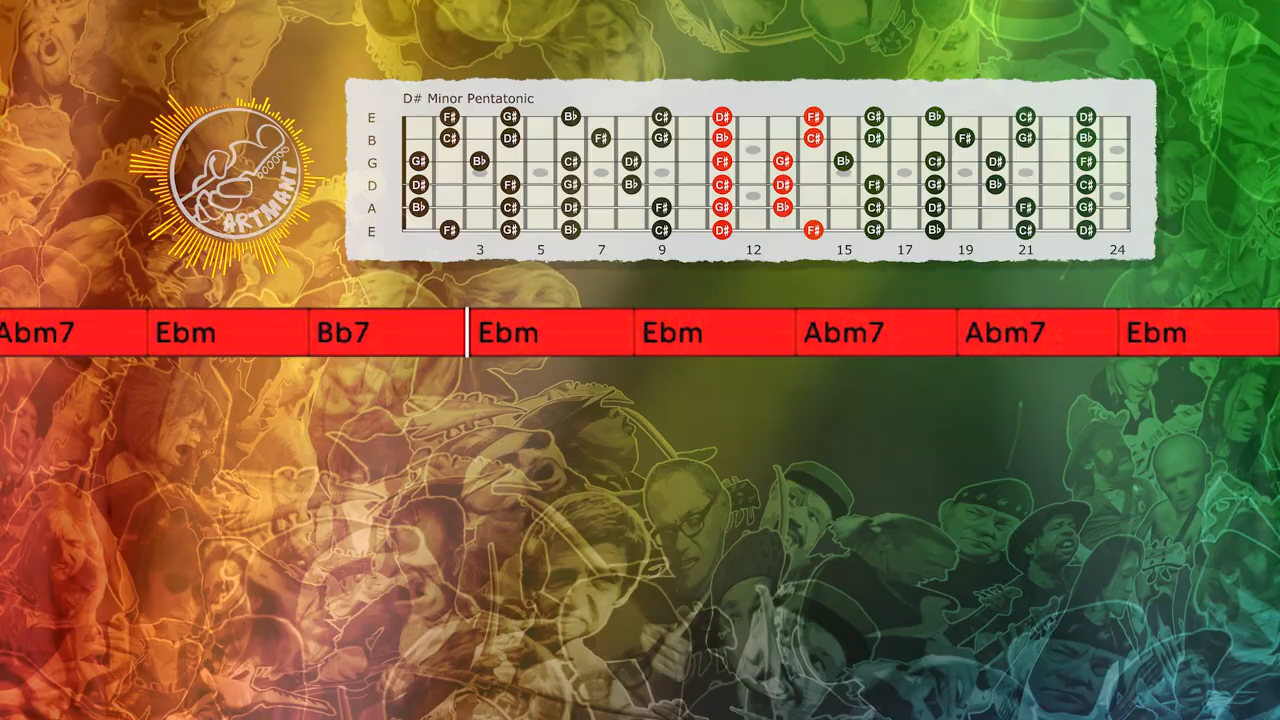 D# Minor Pentatonic
E F♯ G♯ B♭ C♯ D♯ F♯ G♯ B♭ C♯ D♯
B C♯ D♯ F♯ G♯ B♭ C♯ D♯ F♯ G♯ B♭
G G♯ B♭ C♯ D♯ F♯ G♯ B♭ C♯ D♯ F♯
D D♯ F♯ G♯ B♭ C♯ D♯ F♯ G♯ B♭ C♯
A B♭ C♯ D♯ F♯ G♯ B♭ C♯ D♯ F♯ G♯
E F♯ G♯ B♭ C♯ D♯ F♯ G♯ B♭ C♯ D♯
3 5 7 9 12 15 17 19 21 24
ARTMANT
Abm7 Ebm Bb7 Ebm Ebm Abm7 Abm7 Ebm